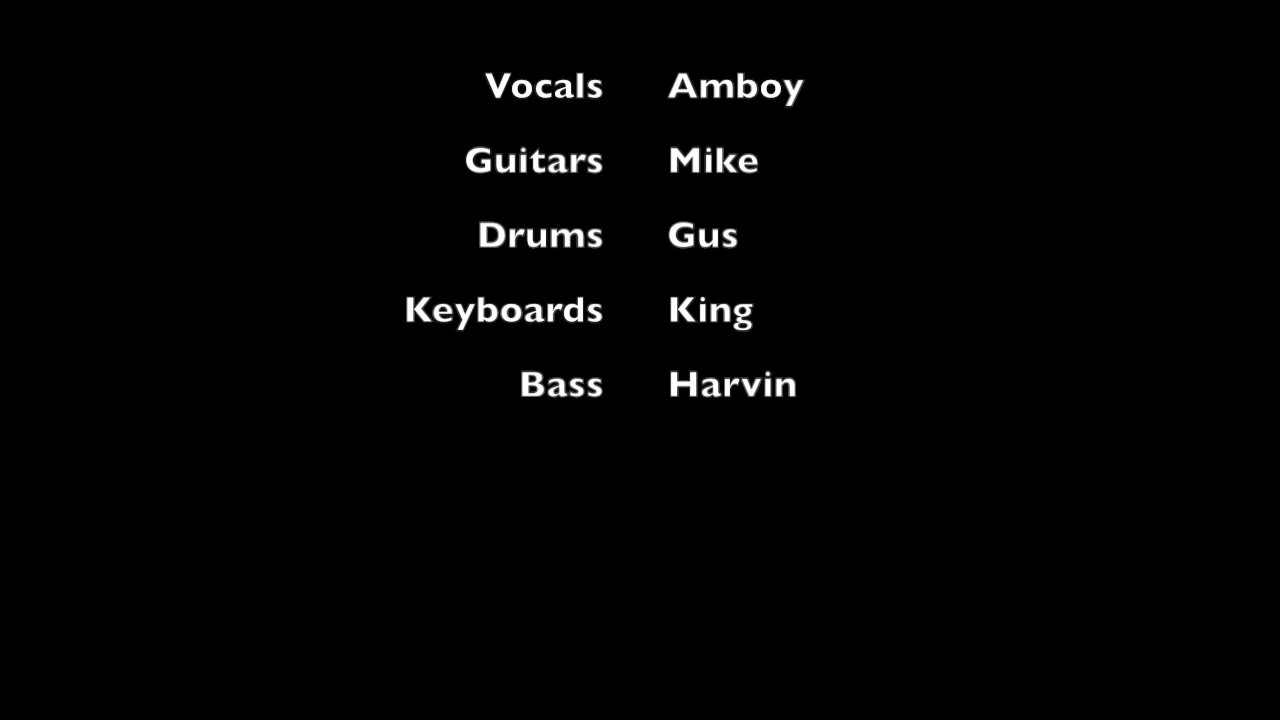 Vocals Amboy
Guitars Mike
Drums Gus
Keyboards King
Bass Harvin